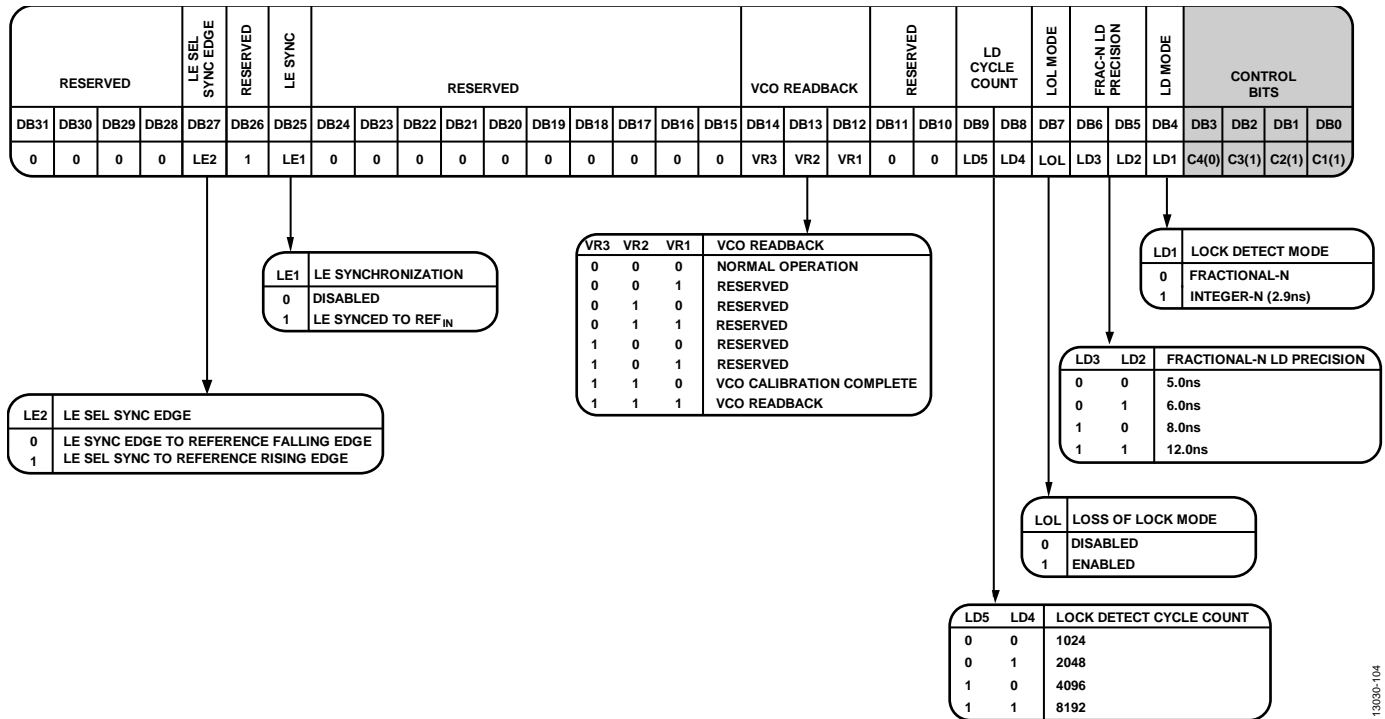 RESERVED
LE SEL
SYNC EDGE
RESERVED
LE SYNC
RESERVED
VCO READBACK
RESERVED
LD
CYCLE
COUNT
LOL MODE
FRAC-N LD
PRECISION
LD MODE
CONTROL
BITS
DB31 DB30 DB29 DB28 DB27 DB26 DB25 DB24 DB23 DB22 DB21 DB20 DB19 DB18 DB17 DB16 DB15 DB14 DB13 DB12 DB11 DB10 DB9 DB8 DB7 DB6 DB5 DB4 DB3 DB2 DB1 DB0
0 0 0 0 LE2 1 LE1 0 0 0 0 0 0 0 0 0 0 VR3 VR2 VR1 0 0 LD5 LD4 LOL LD3 LD2 LD1 C4(0) C3(1) C2(1) C1(1)
LE1 LE SYNCHRONIZATION
0 DISABLED
1 LE SYNCED TO REFIN
VR3 VR2 VR1 VCO READBACK
0 0 0 NORMAL OPERATION
0 0 1 RESERVED
0 1 0 RESERVED
0 1 1 RESERVED
1 0 0 RESERVED
1 0 1 RESERVED
1 1 0 VCO CALIBRATION COMPLETE
1 1 1 VCO READBACK
LD1 LOCK DETECT MODE
0 FRACTIONAL-N
1 INTEGER-N (2.9ns)
LD3 LD2 FRACTIONAL-N LD PRECISION
0 0 5.0ns
0 1 6.0ns
1 0 8.0ns
1 1 12.0ns
LE2 LE SEL SYNC EDGE
0 LE SYNC EDGE TO REFERENCE FALLING EDGE
1 LE SEL SYNC TO REFERENCE RISING EDGE
LOL LOSS OF LOCK MODE
0 DISABLED
1 ENABLED
LD5 LD4 LOCK DETECT CYCLE COUNT
0 0 1024
0 1 2048
1 0 4096
1 1 8192
13030-104